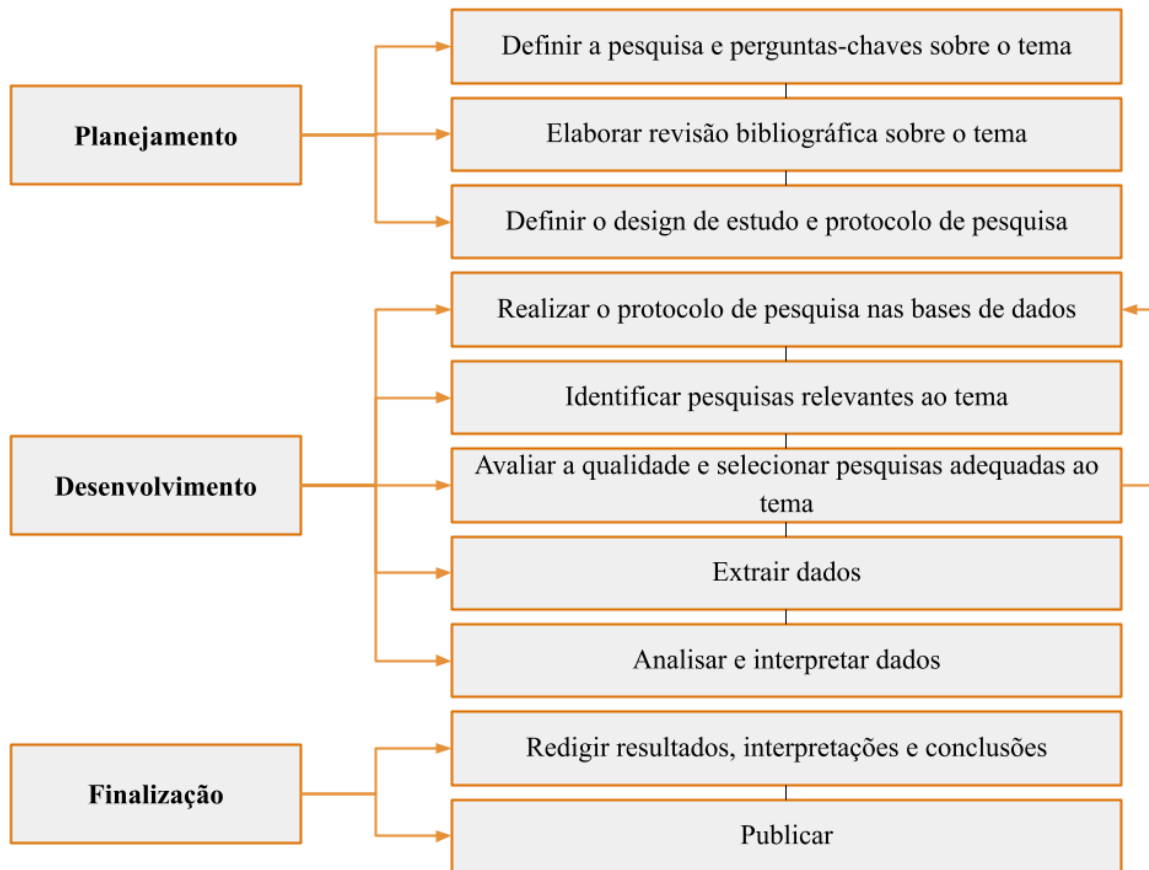 Definir a pesquisa e perguntas-chaves sobre o tema
Planejamento
Elaborar revisão bibliográfica sobre o tema
Definir o design de estudo e protocolo de pesquisa
Realizar o protocolo de pesquisa nas bases de dados
Identificar pesquisas relevantes ao tema
Desenvolvimento
Avaliar a qualidade e selecionar pesquisas adequadas ao
tema
Extrair dados
Analisar e interpretar dados
Redigir resultados, interpretações e conclusões
Finalização
Publicar